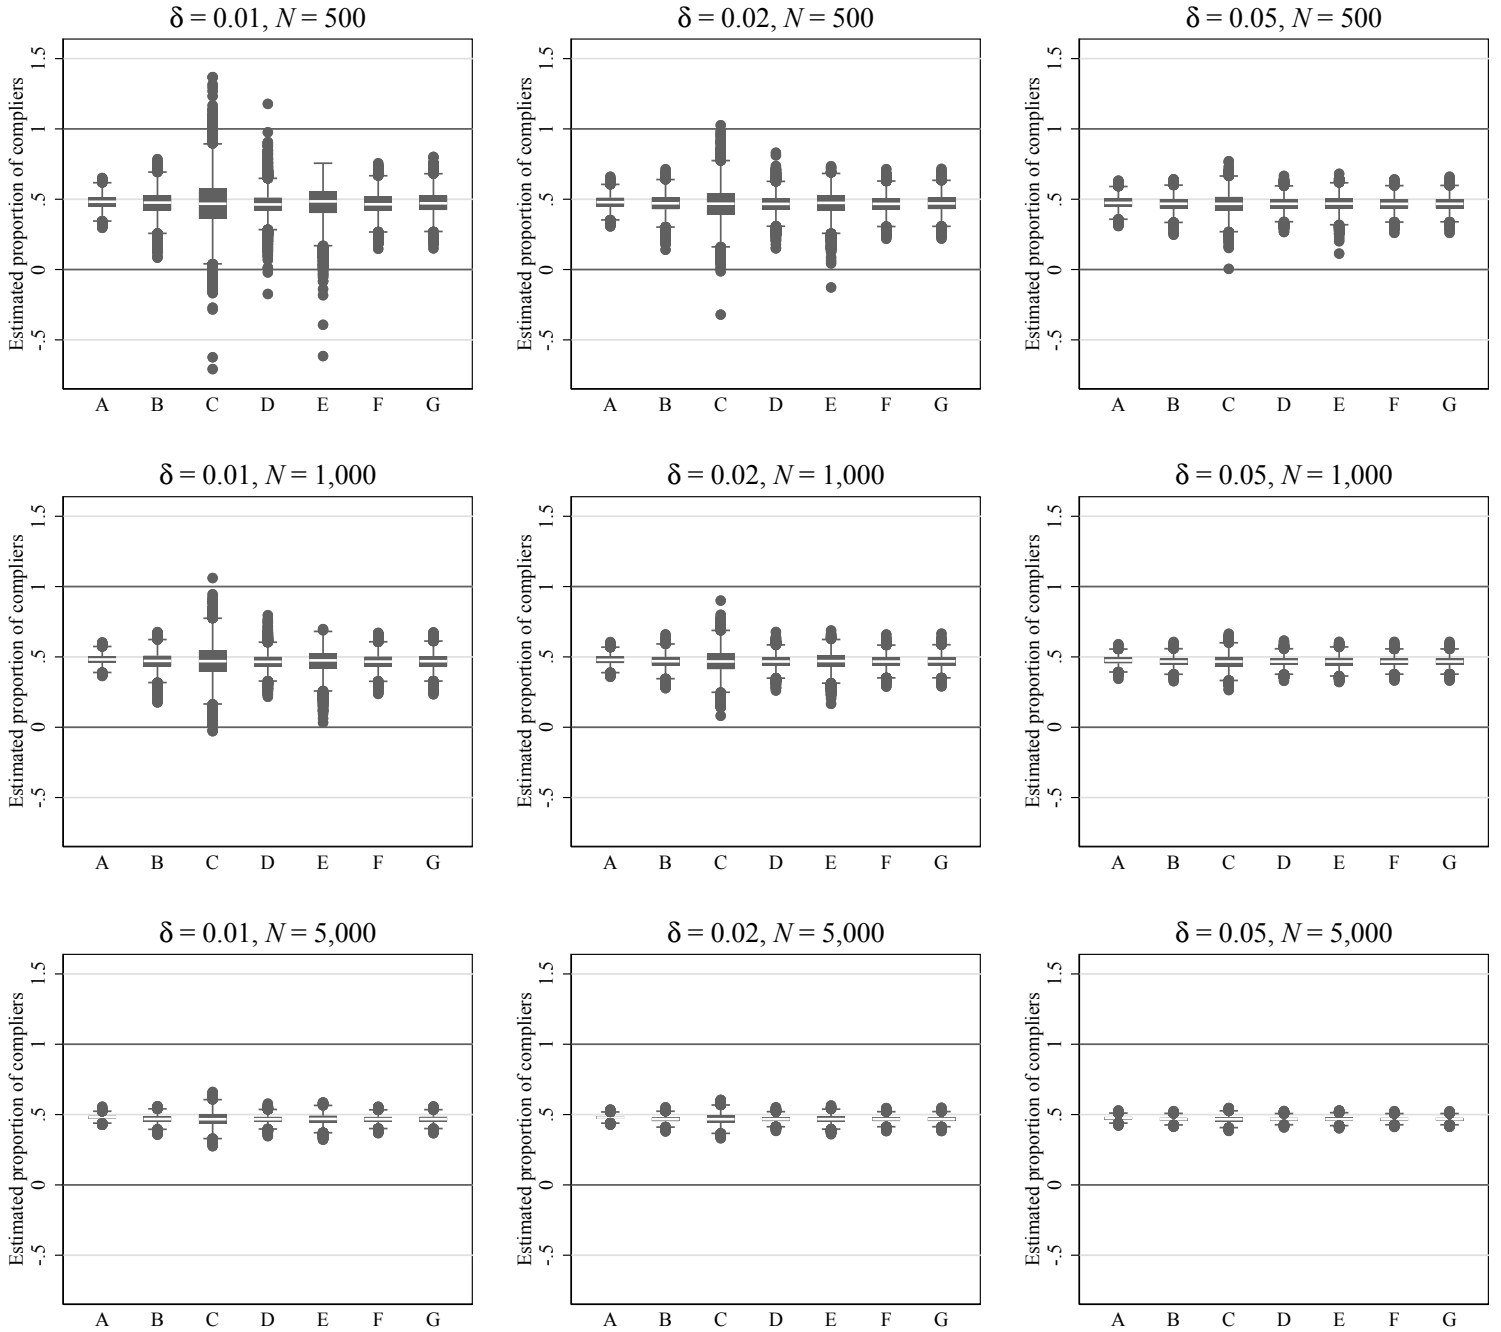 δ = 0.01, N = 500
δ = 0.02, N = 500
δ = 0.05, N = 500
Estimated proportion of compliers
1.5
1
.5
0
-.5
A B C D E F G
Estimated proportion of compliers
1.5
1
.5
0
-.5
A B C D E F G
Estimated proportion of compliers
1.5
1
.5
0
-.5
A B C D E F G
δ = 0.01, N = 1,000
δ = 0.02, N = 1,000
δ = 0.05, N = 1,000
Estimated proportion of compliers
1.5
1
.5
0
-.5
A B C D E F G
Estimated proportion of compliers
1.5
1
.5
0
-.5
A B C D E F G
Estimated proportion of compliers
1.5
1
.5
0
-.5
A B C D E F G
δ = 0.01, N = 5,000
δ = 0.02, N = 5,000
δ = 0.05, N = 5,000
Estimated proportion of compliers
1.5
1
.5
0
-.5
A B C D E F G
Estimated proportion of compliers
1.5
1
.5
0
-.5
A B C D E F G
Estimated proportion of compliers
1.5
1
.5
0
-.5
A B C D E F G